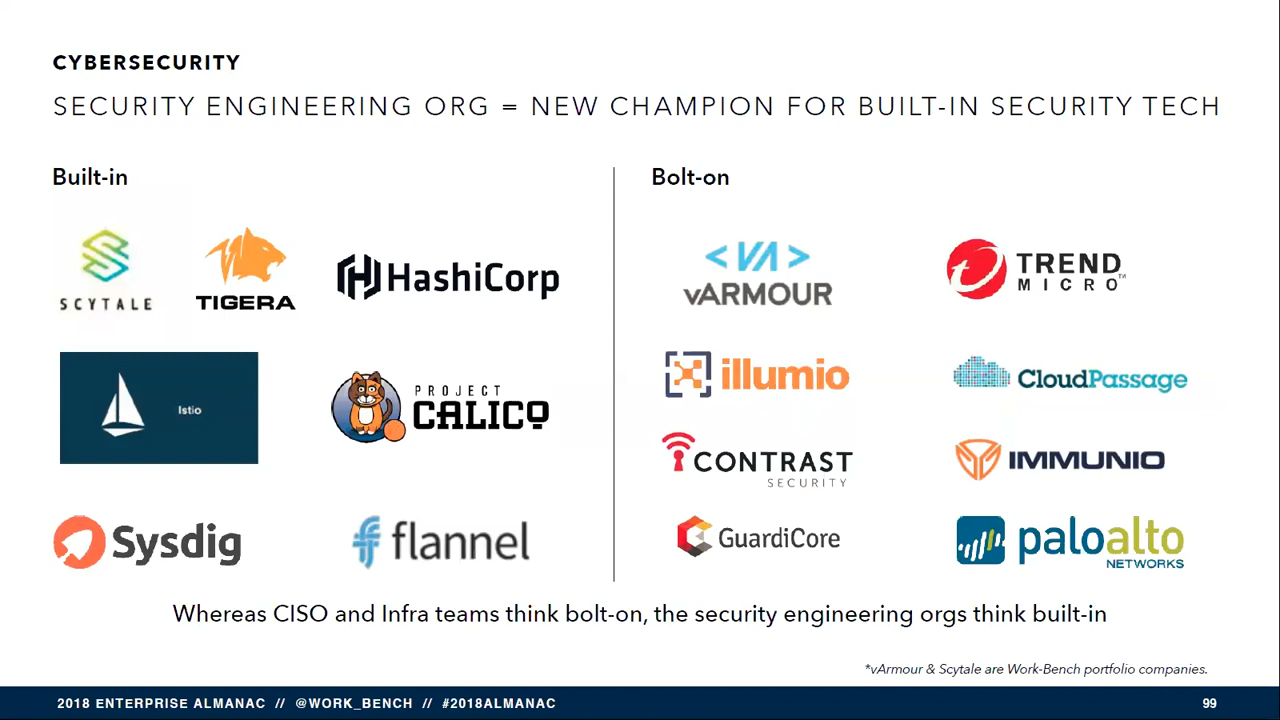 CYBERSECURITY
SECURITY ENGINEERING ORG = NEW CHAMPION FOR BUILT-IN SECURITY TECH
Built-in
SCYTALE
TIGERA
HashiCorp
Istio
PROJECT
CALICO
Sysdig
flannel
Bolt-on
<VA>
vARMOUR
TREND
MICRO™
illumio
CloudPassage
CONTRAST
SECURITY
IMMUNIO
GuardiCore
paloalto
NETWORKS
Whereas CISO and Infra teams think bolt-on, the security engineering orgs think built-in
*vArmour & Scytale are Work-Bench portfolio companies.
2018 ENTERPRISE ALMANAC // @WORK_BENCH // #2018ALMANAC
99